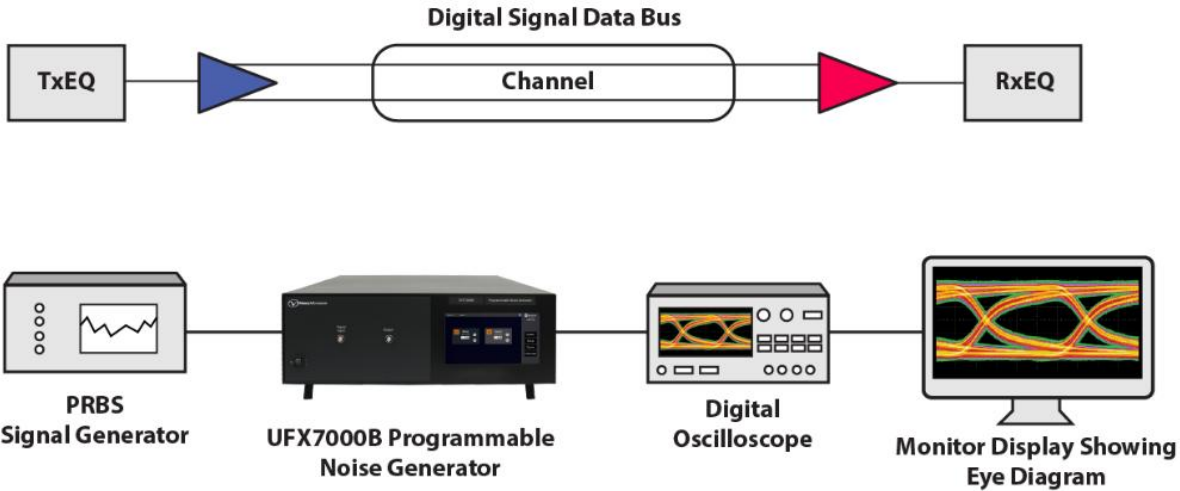 Digital Signal Data Bus
TxEQ
Channel
RxEQ
PRBS
Signal Generator
UFX7000B Programmable
Noise Generator
Digital
Oscilloscope
Monitor Display Showing
Eye Diagram